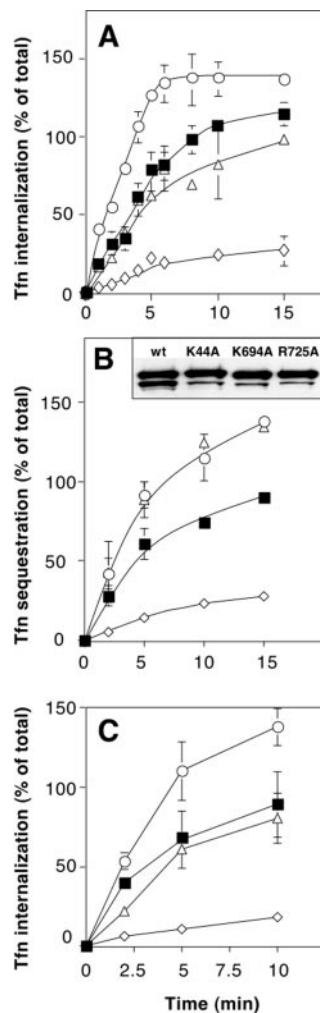 A
Tfn internalization (% of total)
150
100
50
0
0 5 10 15
B
wt K44A K694A R725A
Tfn sequestration (% of total)
150
100
50
0
0 5 10 15
C
Tfn internalization (% of total)
150
100
50
0
0 2.5 5 7.5 10
Time (min)